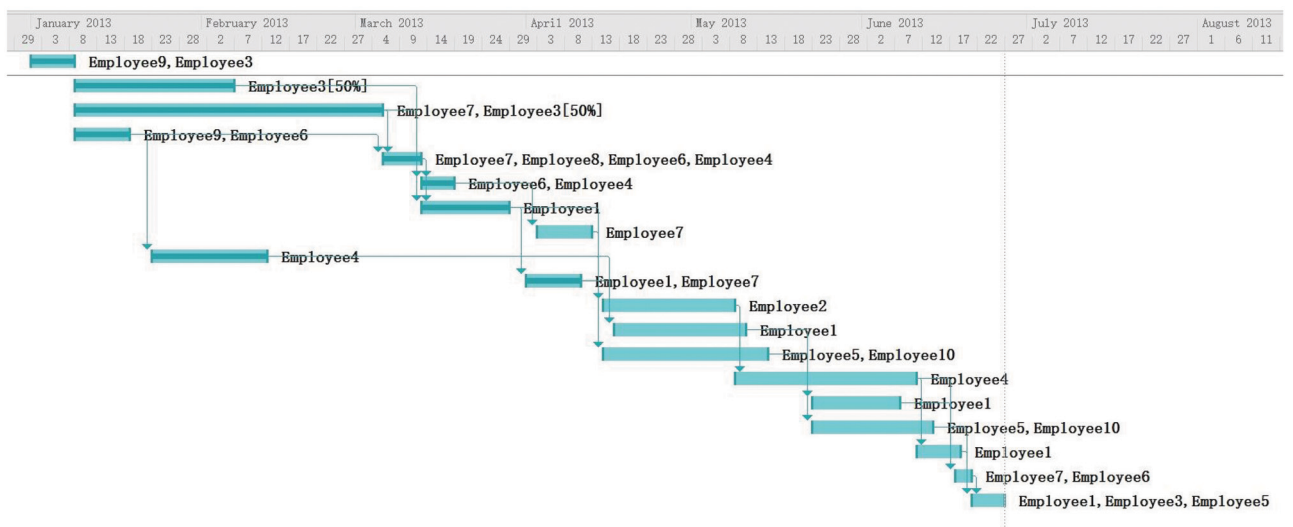 January 2013 February 2013 March 2013 April 2013 May 2013 June 2013 July 2013 August 2013
29 3 8 13 18 23 28 2 7 12 17 22 27 4 9 14 19 24 29 3 8 13 18 23 28 3 8 13 18 23 28 2 7 12 17 22 27 2 7 12 17 22 27 1 6 11
Employee9, Employee3
Employee3[50%]
Employee7, Employee3[50%]
Employee9, Employee6
Employee7, Employee8, Employee6, Employee4
Employee6, Employee4
Employee1
Employee7
Employee4
Employee1, Employee7
Employee2
Employee1
Employee5, Employee10
Employee4
Employee1
Employee5, Employee10
Employee1
Employee7, Employee6
Employee1, Employee3, Employee5